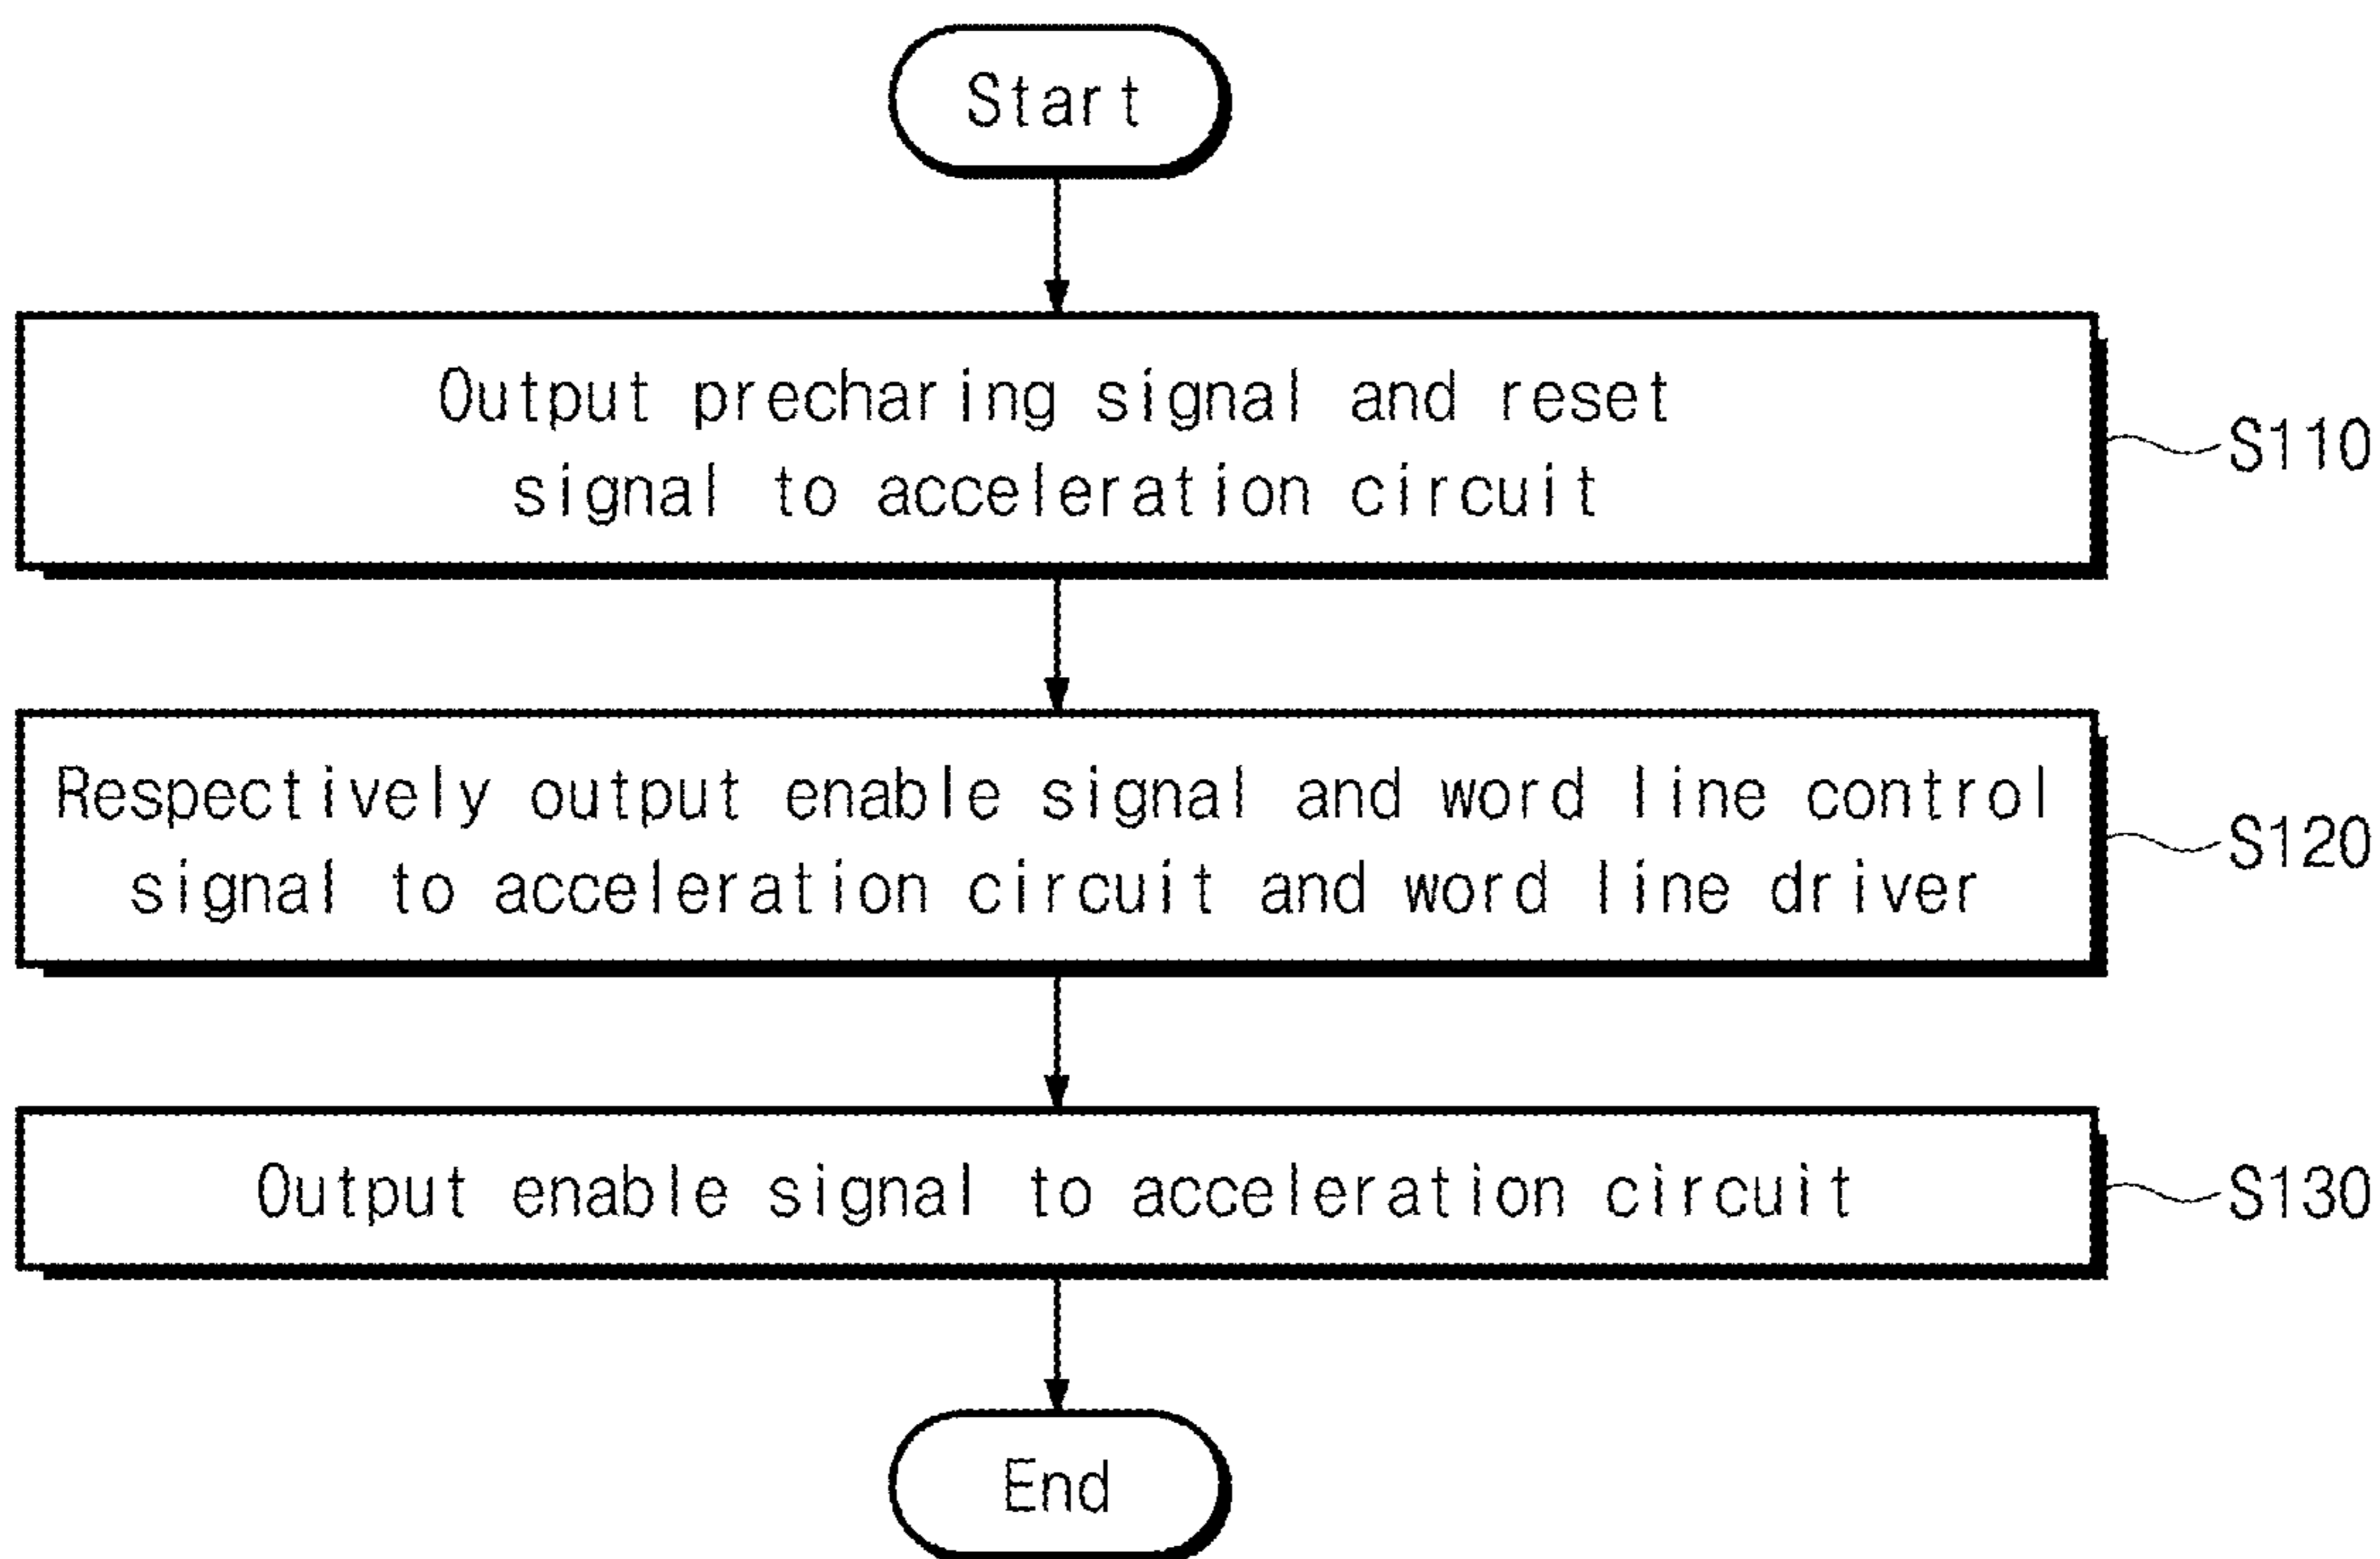 Start
Output precharing signal and reset
signal to acceleration circuit
S110
Respectively output enable signal and word line control
signal to acceleration circuit and word line driver
S120
Output enable signal to acceleration circuit
S130
End